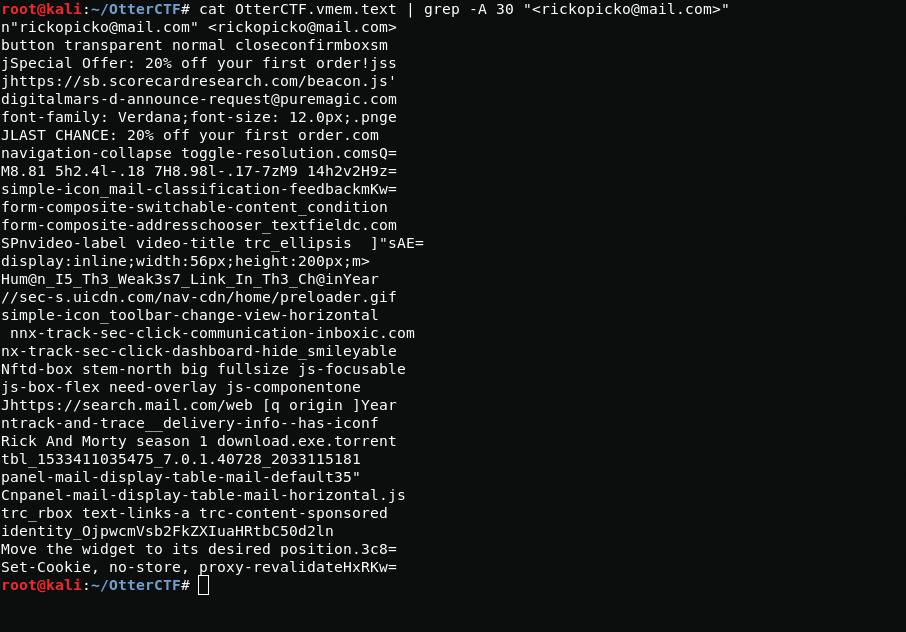 root@kali:~/OtterCTF# cat OtterCTF.vmem.text | grep -A 30 "<rickopicko@mail.com>"
n"rickopicko@mail.com" <rickopicko@mail.com>
button transparent normal closeconfirmboxsm
jSpecial Offer: 20% off your first order!jss
jhttps://sb.scorecardresearch.com/beacon.js'
digitalmars-d-announce-request@puremagic.com
font-family: Verdana;font-size: 12.0px;.pnge
JLAST CHANCE: 20% off your first order.com
navigation-collapse toggle-resolution.comsQ=
M8.81 5h2.4l-.18 7H8.98l-.17-7zM9 14h2v2H9z=
simple-icon_mail-classification-feedbackmKw=
form-composite-switchable-content_condition
form-composite-addresschooser_textfieldc.com
SPnvideo-label video-title trc_ellipsis  ]"sAE=
display:inline;width:56px;height:200px;m>
Hum@n_I5_Th3_Weak3s7_Link_In_Th3_Ch@inYear
//sec-s.uicdn.com/nav-cdn/home/preloader.gif
simple-icon_toolbar-change-view-horizontal
 nnx-track-sec-click-communication-inboxic.com
nx-track-sec-click-dashboard-hide_smileyable
Nftd-box stem-north big fullsize js-focusable
js-box-flex need-overlay js-componentone
Jhttps://search.mail.com/web [q origin ]Year
ntrack-and-trace__delivery-info--has-iconf
Rick And Morty season 1 download.exe.torrent
tbl_1533411035475_7.0.1.40728_2033115181
panel-mail-display-table-mail-default35"
Cnpanel-mail-display-table-mail-horizontal.js
trc_rbox text-links-a trc-content-sponsored
identity_OjpwcmVsb2FkZXIuaHRtbC50d2ln
Move the widget to its desired position.3c8=
Set-Cookie, no-store, proxy-revalidateHxRKw=
root@kali:~/OtterCTF#